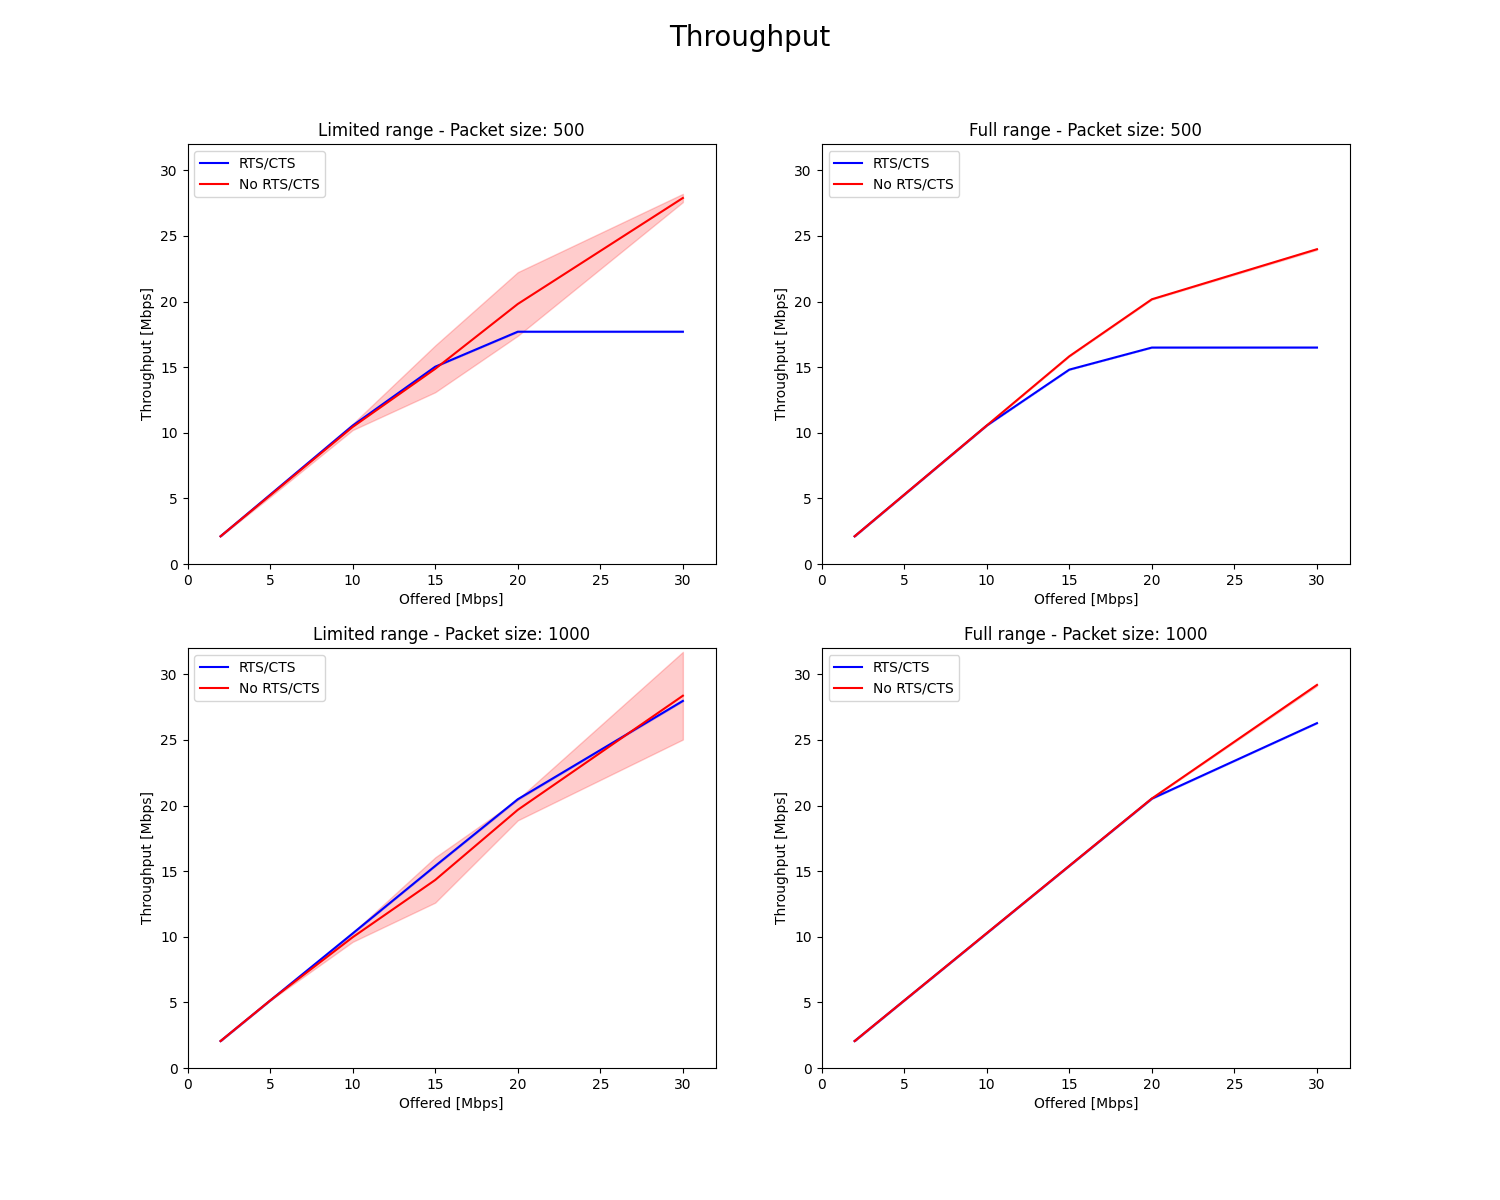 Throughput
Limited range - Packet size: 500
RTS/CTS
No RTS/CTS
Throughput [Mbps]
30
25
20
15
10
5
0
0 5 10 15 20 25 30
Offered [Mbps]
Full range - Packet size: 500
RTS/CTS
No RTS/CTS
Throughput [Mbps]
30
25
20
15
10
5
0
0 5 10 15 20 25 30
Offered [Mbps]
Limited range - Packet size: 1000
RTS/CTS
No RTS/CTS
Throughput [Mbps]
30
25
20
15
10
5
0
0 5 10 15 20 25 30
Offered [Mbps]
Full range - Packet size: 1000
RTS/CTS
No RTS/CTS
Throughput [Mbps]
30
25
20
15
10
5
0
0 5 10 15 20 25 30
Offered [Mbps]